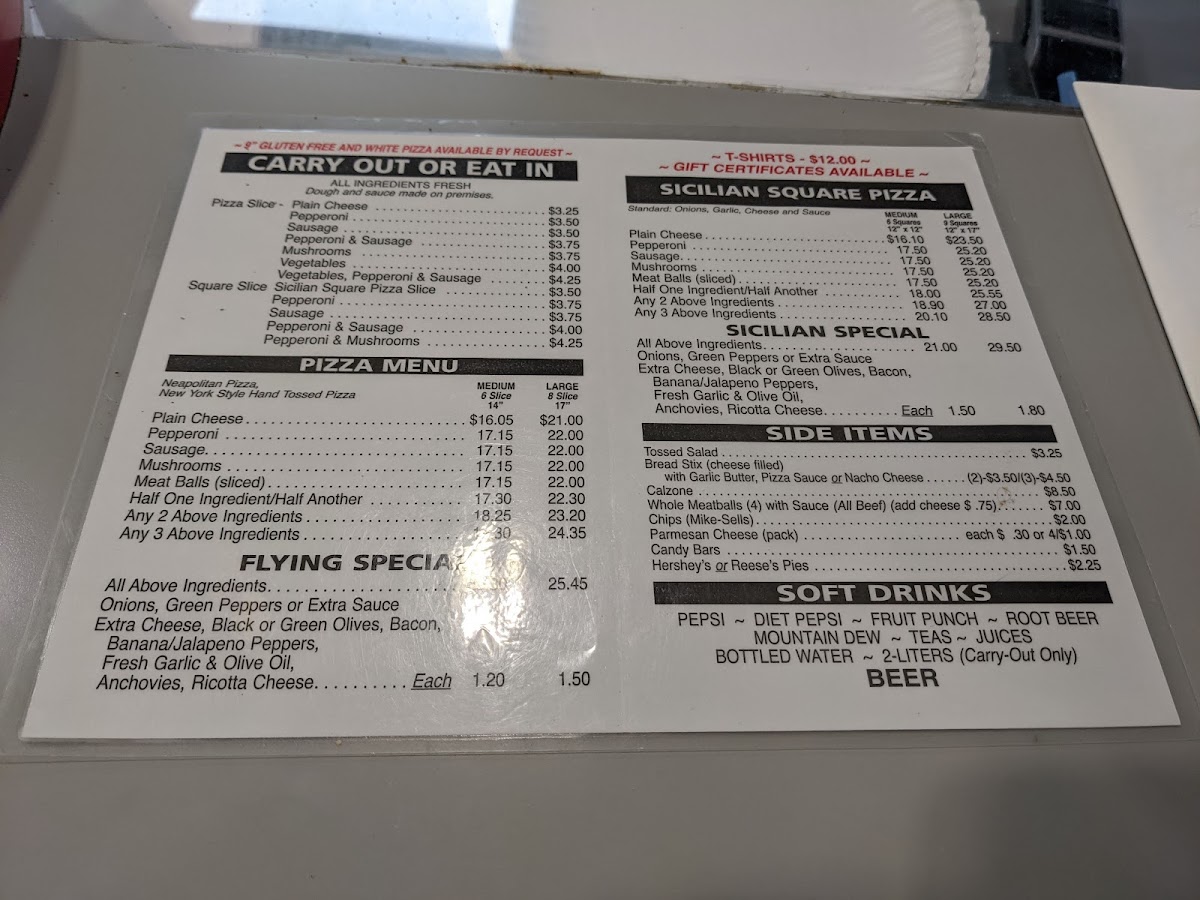 ~ 9" GLUTEN FREE AND WHITE PIZZA AVAILABLE BY REQUEST ~
CARRY OUT OR EAT IN
ALL INGREDIENTS FRESH
Dough and sauce made on premises.
Pizza Slice - Plain Cheese $3.25
Pepperoni $3.50
Sausage $3.50
Pepperoni & Sausage $3.75
Mushrooms $3.75
Vegetables $4.00
Vegetables, Pepperoni & Sausage $4.25
Square Slice Sicilian Square Pizza Slice $3.50
Pepperoni $3.75
Sausage $3.75
Pepperoni & Sausage $4.00
Pepperoni & Mushrooms $4.25
PIZZA MENU
Neapolitan Pizza,
New York Style Hand Tossed Pizza
MEDIUM LARGE
6 Slice 8 Slice
14" 17"
Plain Cheese $16.05 $21.00
Pepperoni 17.15 22.00
Sausage 17.15 22.00
Mushrooms 17.15 22.00
Meat Balls (sliced) 17.15 22.00
Half One Ingredient/Half Another 17.30 22.30
Any 2 Above Ingredients 18.25 23.20
Any 3 Above Ingredients 24.35
FLYING
All Above Ingredients 25.45
Onions, Green Peppers or Extra Sauce
Extra Cheese, Black or Green Olives, Bacon,
Banana/Jalapeno Peppers,
Fresh Garlic & Olive Oil,
Anchovies, Ricotta Cheese Each 1.20 1.50
~ T-SHIRTS - $12.00 ~
~ GIFT CERTIFICATES AVAILABLE ~
SICILIAN SQUARE PIZZA
Standard: Onions, Garlic, Cheese and Sauce
MEDIUM LARGE
6 Squares 9 Squares
12" x 12" 12" x 17"
Plain Cheese $16.10 $23.50
Pepperoni 17.50 25.20
Sausage 17.50 25.20
Mushrooms 17.50 25.20
Meat Balls (sliced) 17.50 25.20
Half One Ingredient/Half Another 18.00 25.55
Any 2 Above Ingredients 18.90 27.00
Any 3 Above Ingredients 20.10 28.50
SICILIAN SPECIAL
All Above Ingredients 21.00 29.50
Onions, Green Peppers or Extra Sauce
Extra Cheese, Black or Green Olives, Bacon,
Banana/Jalapeno Peppers,
Fresh Garlic & Olive Oil,
Anchovies, Ricotta Cheese Each 1.50 1.80
SIDE ITEMS
Tossed Salad $3.25
Bread Stix (cheese filled)
with Garlic Butter, Pizza Sauce or Nacho Cheese (2)-$3.50/(3)-$4.50
Calzone $8.50
Whole Meatballs (4) with Sauce (All Beef) (add cheese $ .75) $7.00
Chips (Mike-Sells) $2.00
Parmesan Cheese (pack) each $ .30 or 4/$1.00
Candy Bars $1.50
Hershey's or Reese's Pies $2.25
SOFT DRINKS
PEPSI ~ DIET PEPSI ~ FRUIT PUNCH ~ ROOT BEER
MOUNTAIN DEW ~ TEAS ~ JUICES
BOTTLED WATER ~ 2-LITERS (Carry-Out Only)
BEER